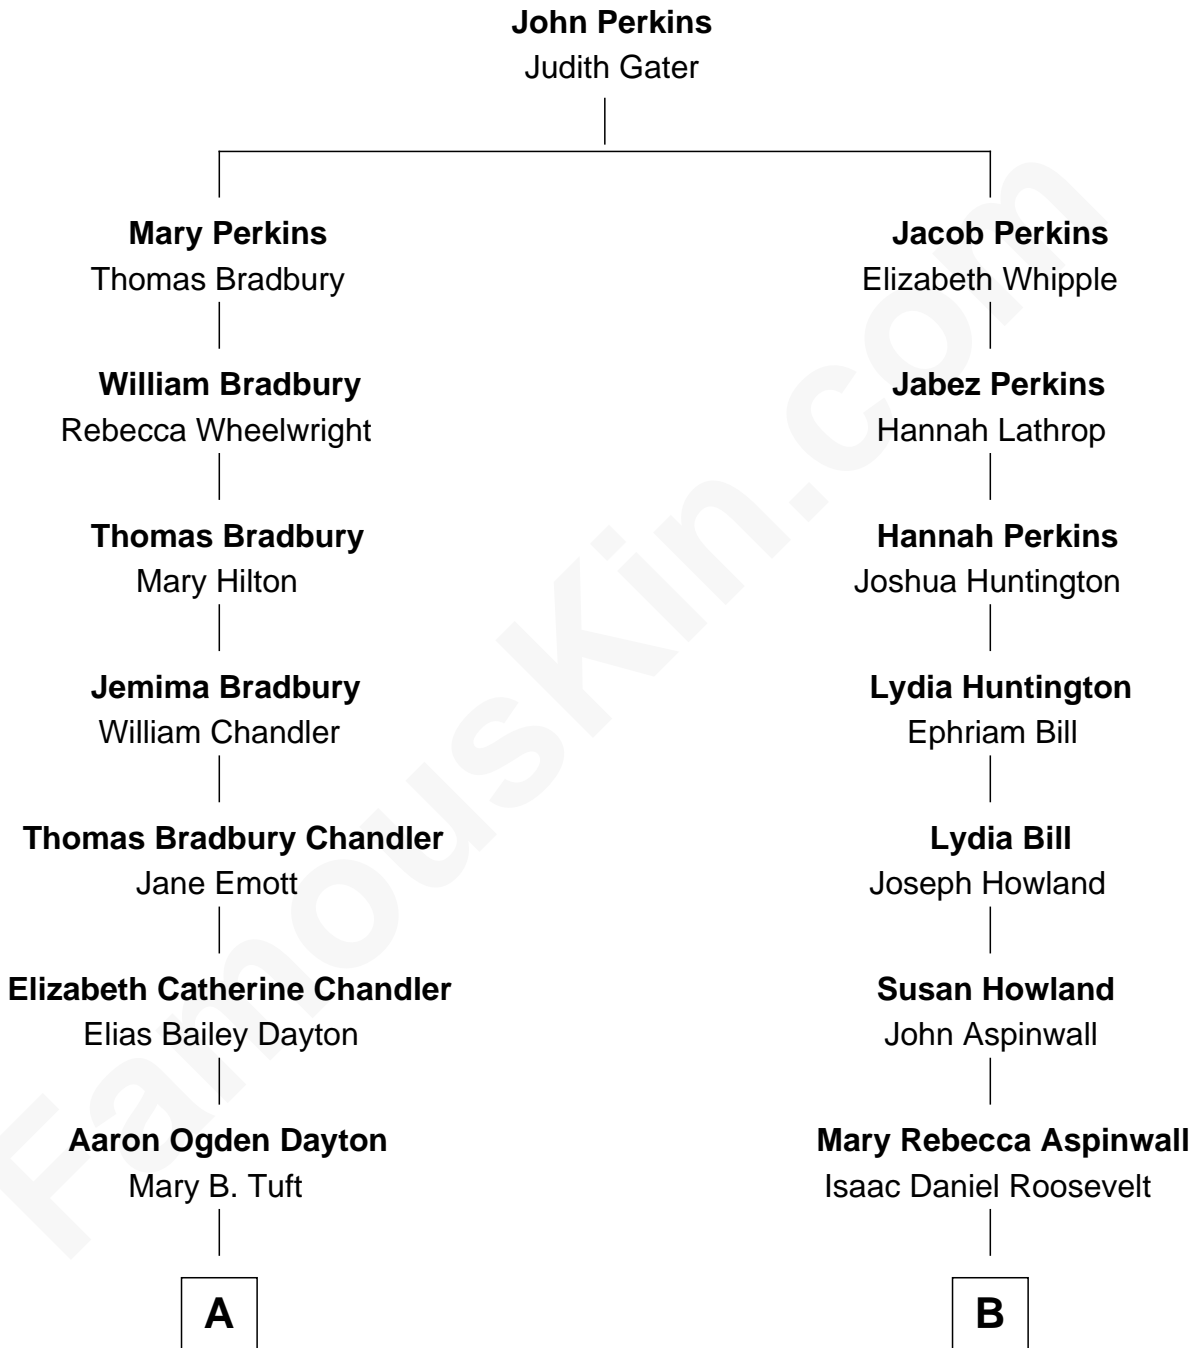 John Perkins
Judith Gater
Mary Perkins
Thomas Bradbury
Jacob Perkins
Elizabeth Whipple
William Bradbury
Rebecca Wheelwright
Jabez Perkins
Hannah Lathrop
Thomas Bradbury
Mary Hilton
Hannah Perkins
Joshua Huntington
Jemima Bradbury
William Chandler
Lydia Huntington
Ephriam Bill
Thomas Bradbury Chandler
Jane Emott
Lydia Bill
Joseph Howland
Elizabeth Catherine Chandler
Elias Bailey Dayton
Susan Howland
John Aspinwall
Aaron Ogden Dayton
Mary B. Tuft
Mary Rebecca Aspinwall
Isaac Daniel Roosevelt
A
B
FamousKin.com